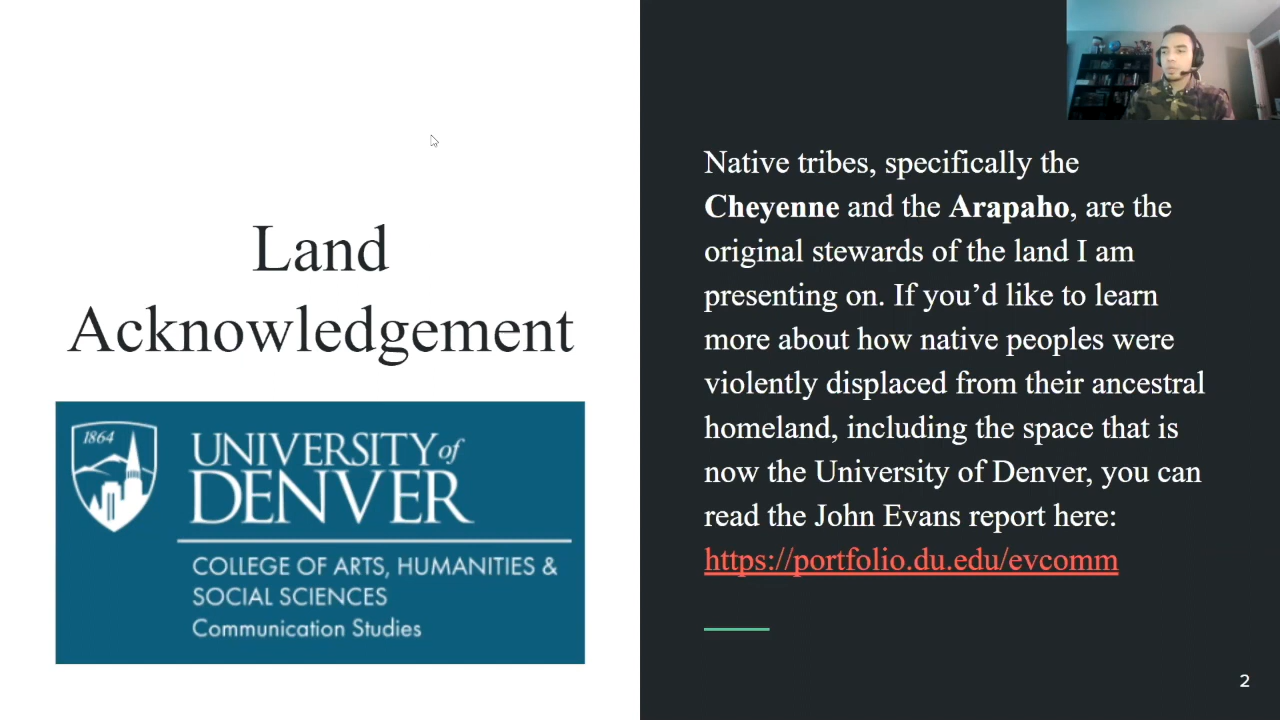 Land
Acknowledgement
1864
UNIVERSITY of
DENVER
COLLEGE OF ARTS, HUMANITIES &
SOCIAL SCIENCES
Communication Studies
Native tribes, specifically the
Cheyenne and the Arapaho, are the
original stewards of the land I am
presenting on. If you’d like to learn
more about how native peoples were
violently displaced from their ancestral
homeland, including the space that is
now the University of Denver, you can
read the John Evans report here:
https://portfolio.du.edu/evcomm
2